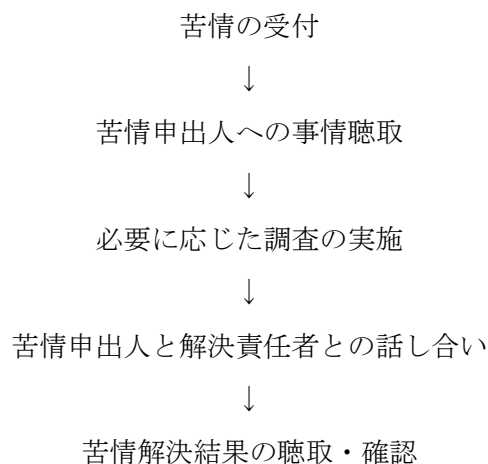 苦情の受付
↓
苦情申出人への事情聴取
↓
必要に応じた調査の実施
↓
苦情申出人と解決責任者との話し合い
↓
苦情解決結果の聴取・確認